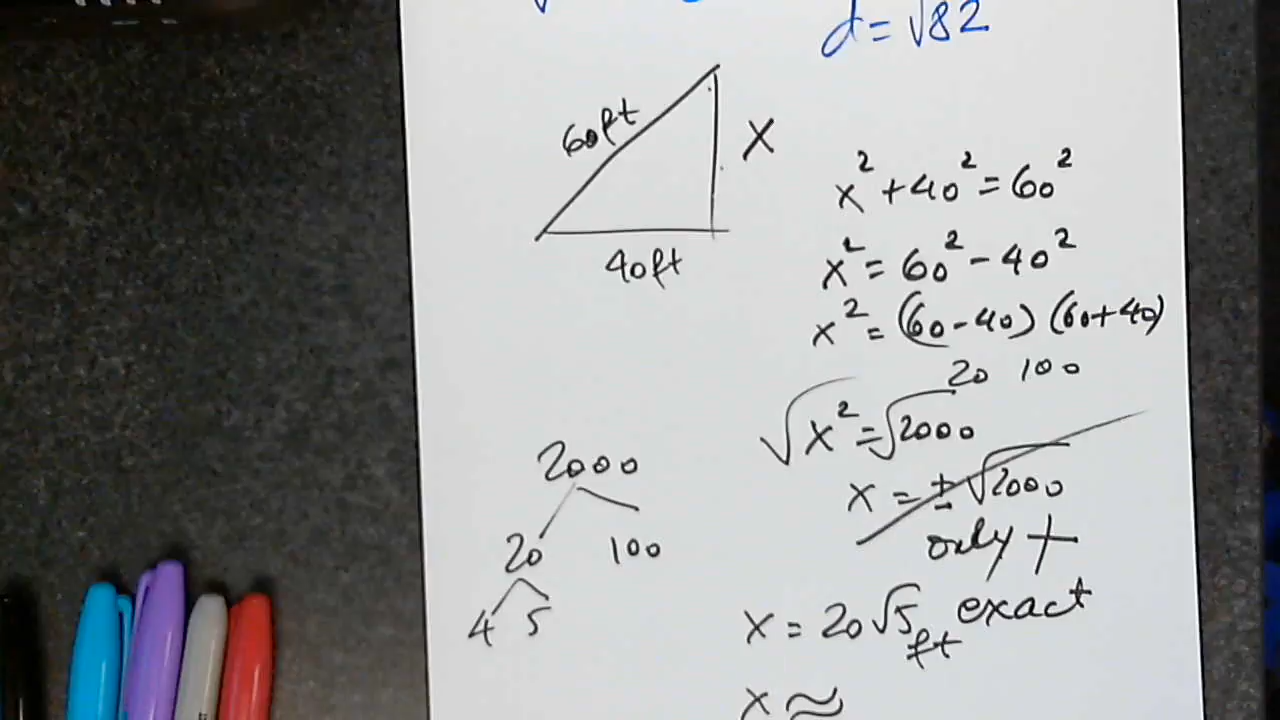 d = √82
60ft
X
40ft
x² + 40² = 60²
x² = 60² - 40²
x² = (60 - 40) (60 + 40)
20 100
√x² = √2000
x = ± √2000
only +
2000
20 100
4 5
x = 20√5 ft exact
x ≈